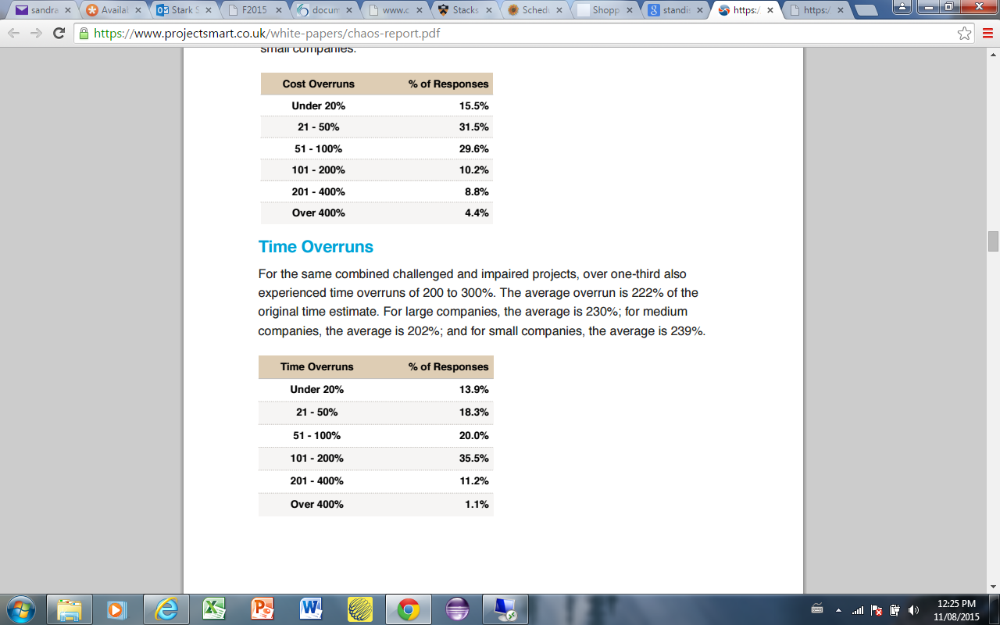 sandra
Availal
Stark S
F2015
docum
www.c
Stacks
Schedu
Shopp
standis
https:/
https:/
https://www.projectsmart.co.uk/white-papers/chaos-report.pdf
small companies.
Cost Overruns % of Responses
Under 20% 15.5%
21 - 50% 31.5%
51 - 100% 29.6%
101 - 200% 10.2%
201 - 400% 8.8%
Over 400% 4.4%
Time Overruns
For the same combined challenged and impaired projects, over one-third also
experienced time overruns of 200 to 300%. The average overrun is 222% of the
original time estimate. For large companies, the average is 230%; for medium
companies, the average is 202%; and for small companies, the average is 239%.
Time Overruns % of Responses
Under 20% 13.9%
21 - 50% 18.3%
51 - 100% 20.0%
101 - 200% 35.5%
201 - 400% 11.2%
Over 400% 1.1%
12:25 PM
11/08/2015